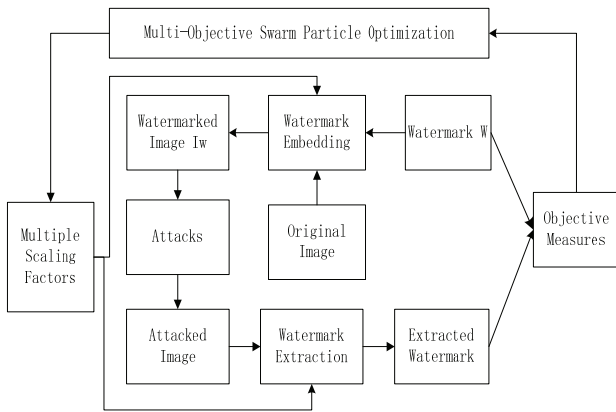 Multi-Objective Swarm Particle Optimization
Watermarked
Image Iw
Watermark
Embedding
Watermark W
Multiple
Scaling
Factors
Attacks
Original
Image
Objective
Measures
Attacked
Image
Watermark
Extraction
Extracted
Watermark